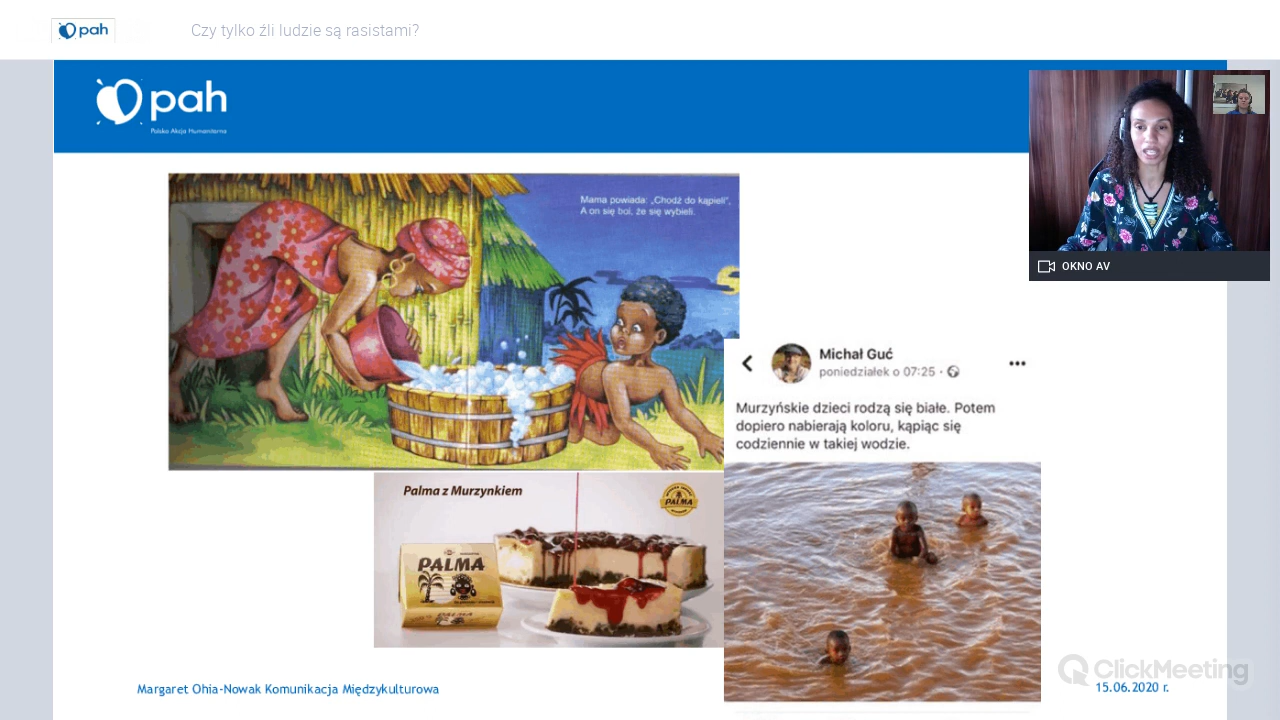 pah
Czy tylko źli ludzie są rasistami?
pah
Polska Akcja Humanitarna
Mama powiada: „Chodź do kąpieli”,
A on się boi, że się wybieli.
OKNO AV
Michał Guć
poniedziałek o 07:25
Murzyńskie dzieci rodzą się białe. Potem
dopiero nabierają koloru, kąpiąc się
codziennie w takiej wodzie.
Palma z Murzynkiem
PALMA
PALMA
ClickMeeting
Margaret Ohia-Nowak Komunikacja Międzykulturowa
15.06.2020 r.